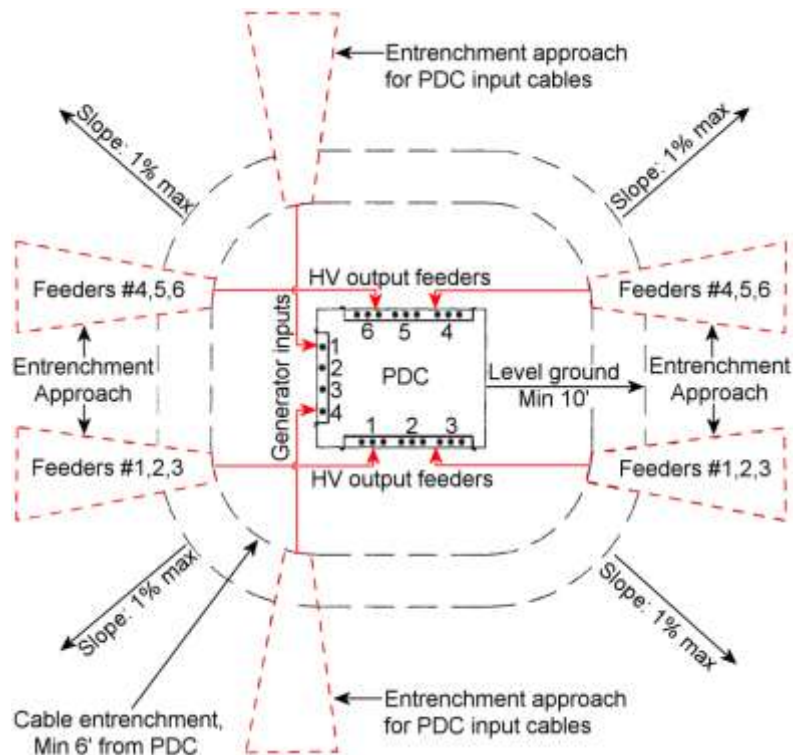 Entrenchment approach
for PDC input cables
Slope: 1% max
Slope: 1% max
Feeders #4,5,6
HV output feeders
Feeders #4,5,6
6 5 4
Entrenchment
Approach
Generator inputs
1
2
3
4
PDC
Level ground
Min 10'
Entrenchment
Approach
1 2 3
Feeders #1,2,3
HV output feeders
Feeders #1,2,3
Slope: 1% max
Slope: 1% max
Cable entrenchment,
Min 6' from PDC
Entrenchment approach
for PDC input cables